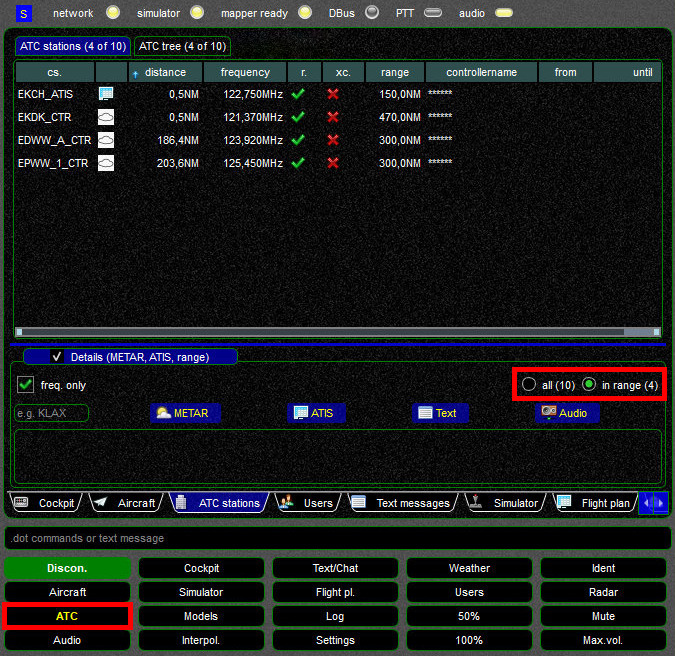 S network simulator mapper ready DBus PTT audio
ATC stations (4 of 10) ATC tree (4 of 10)
cs. distance frequency r. xc. range controllername from until
EKCH_ATIS 0,5NM 122,750MHz 150,0NM ******
EKDK_CTR 0,5NM 121,370MHz 470,0NM ******
EDWW_A_CTR 186,4NM 123,920MHz 300,0NM ******
EPWW_1_CTR 203,6NM 125,450MHz 300,0NM ******
Details (METAR, ATIS, range)
freq. only all (10) in range (4)
e.g. KLAX METAR ATIS Text Audio
Cockpit Aircraft ATC stations Users Text messages Simulator Flight plan
.dot commands or text message
Discon. Cockpit Text/Chat Weather Ident
Aircraft Simulator Flight pl. Users Radar
ATC Models Log 50% Mute
Audio Interpol. Settings 100% Max.vol.